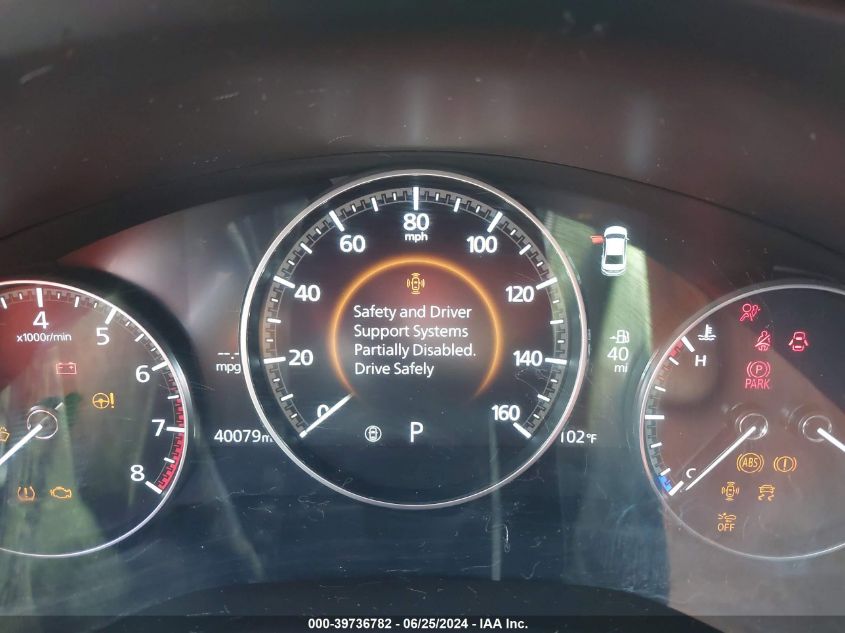 80
mph
60
100
40
120
20
140
0
160
Safety and Driver
Support Systems
Partially Disabled.
Drive Safely
P
4
x1000r/min
5
6
7
8
--.-
mpg
40079m
40
mi
102°F
H
C
P
PARK
ABS
OFF
000-39736782 - 06/25/2024 - IAA Inc.